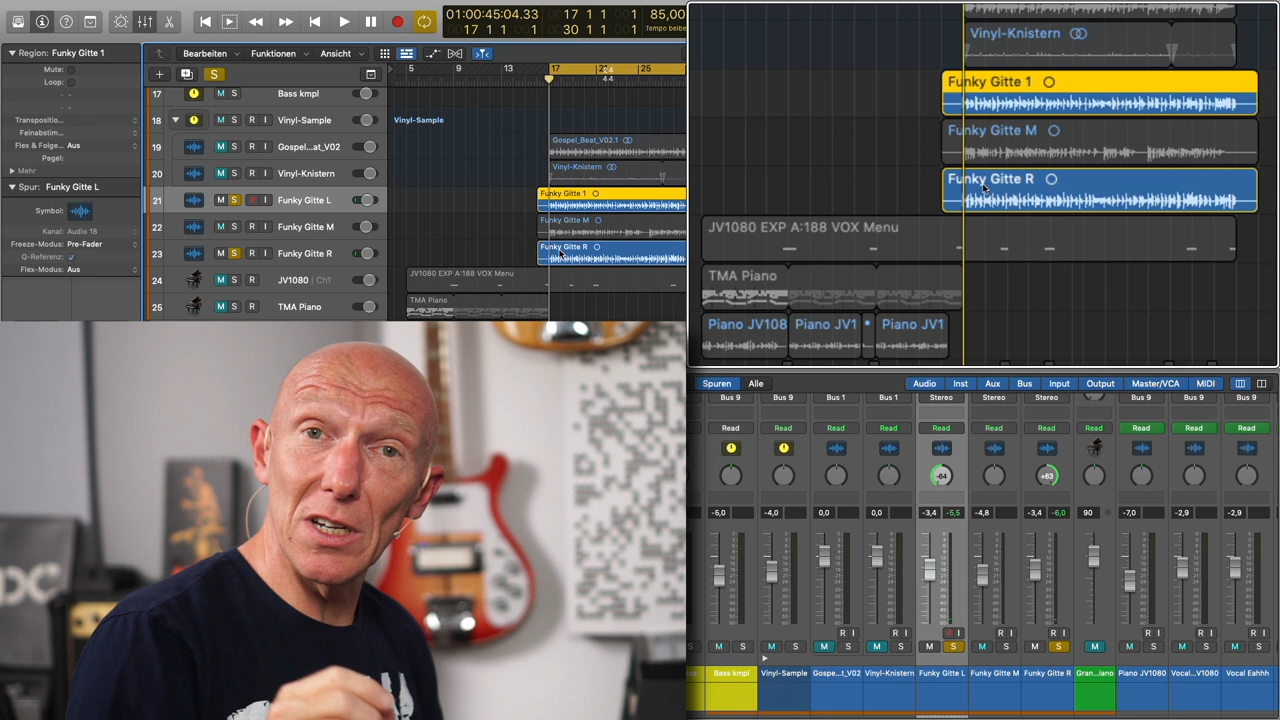 01:00:45:04.33
17 1 1
17 1 1
30 1 1
85,00
Tempo beibe
Region: Funky Gitte 1
Mute:
Loop:
Transpositio...
Feinabstim...
Flex & Folge... Aus
Pegel:
Mehr
Spur: Funky Gitte L
Symbol:
Kanal: Audio 18
Freeze-Modus: Pre-Fader
Q-Referenz:
Flex-Modus: Aus
Bearbeiten Funktionen Ansicht
S
5 9 13 17 21 25
4 4
17 M S Bass kmpl
18 M S R I Vinyl-Sample
19 M S R I Gospel...at_V02
20 M S R I Vinyl-Knistern
21 M S R I Funky Gitte L
22 M S R I Funky Gitte M
23 M S R I Funky Gitte R
24 M S R JV1080 | Ch1
25 M S R TMA Piano
Vinyl-Sample
Gospel_Beat_V02.1
Vinyl-Knistern
Funky Gitte 1
Funky Gitte M
Funky Gitte R
JV1080 EXP A:188 VOX Menu
TMA Piano
Vinyl-Knistern
Funky Gitte 1
Funky Gitte M
Funky Gitte R
JV1080 EXP A:188 VOX Menu
TMA Piano
Piano JV108 Piano JV1 Piano JV1
Spuren Alle Audio Inst Aux Bus Input Output Master/VCA MIDI
Bus 9 Bus 9 Bus 1 Bus 1 Stereo Stereo Stereo Bus 9 Bus 9 Bus 9
Read Read Read Read Read Read Read Read Read Read Read
-64 +63
-5,0 -4,0 0,0 0,0 -3,4 -5,5 -4,8 -3,4 -6,0 90 -7,0 -2,9 -2,9
R I R I R I R I R I R I R I R I
M S M S M S M S M S M S M S M M S M S M S
Bass kmpl Vinyl-Sample Gospe...t_V02 Vinyl-Knistern Funky Gitte L Funky Gitte M Funky Gitte R Gran...iano Piano JV1080 Vocal...V1080 Vocal Eahhh
DC